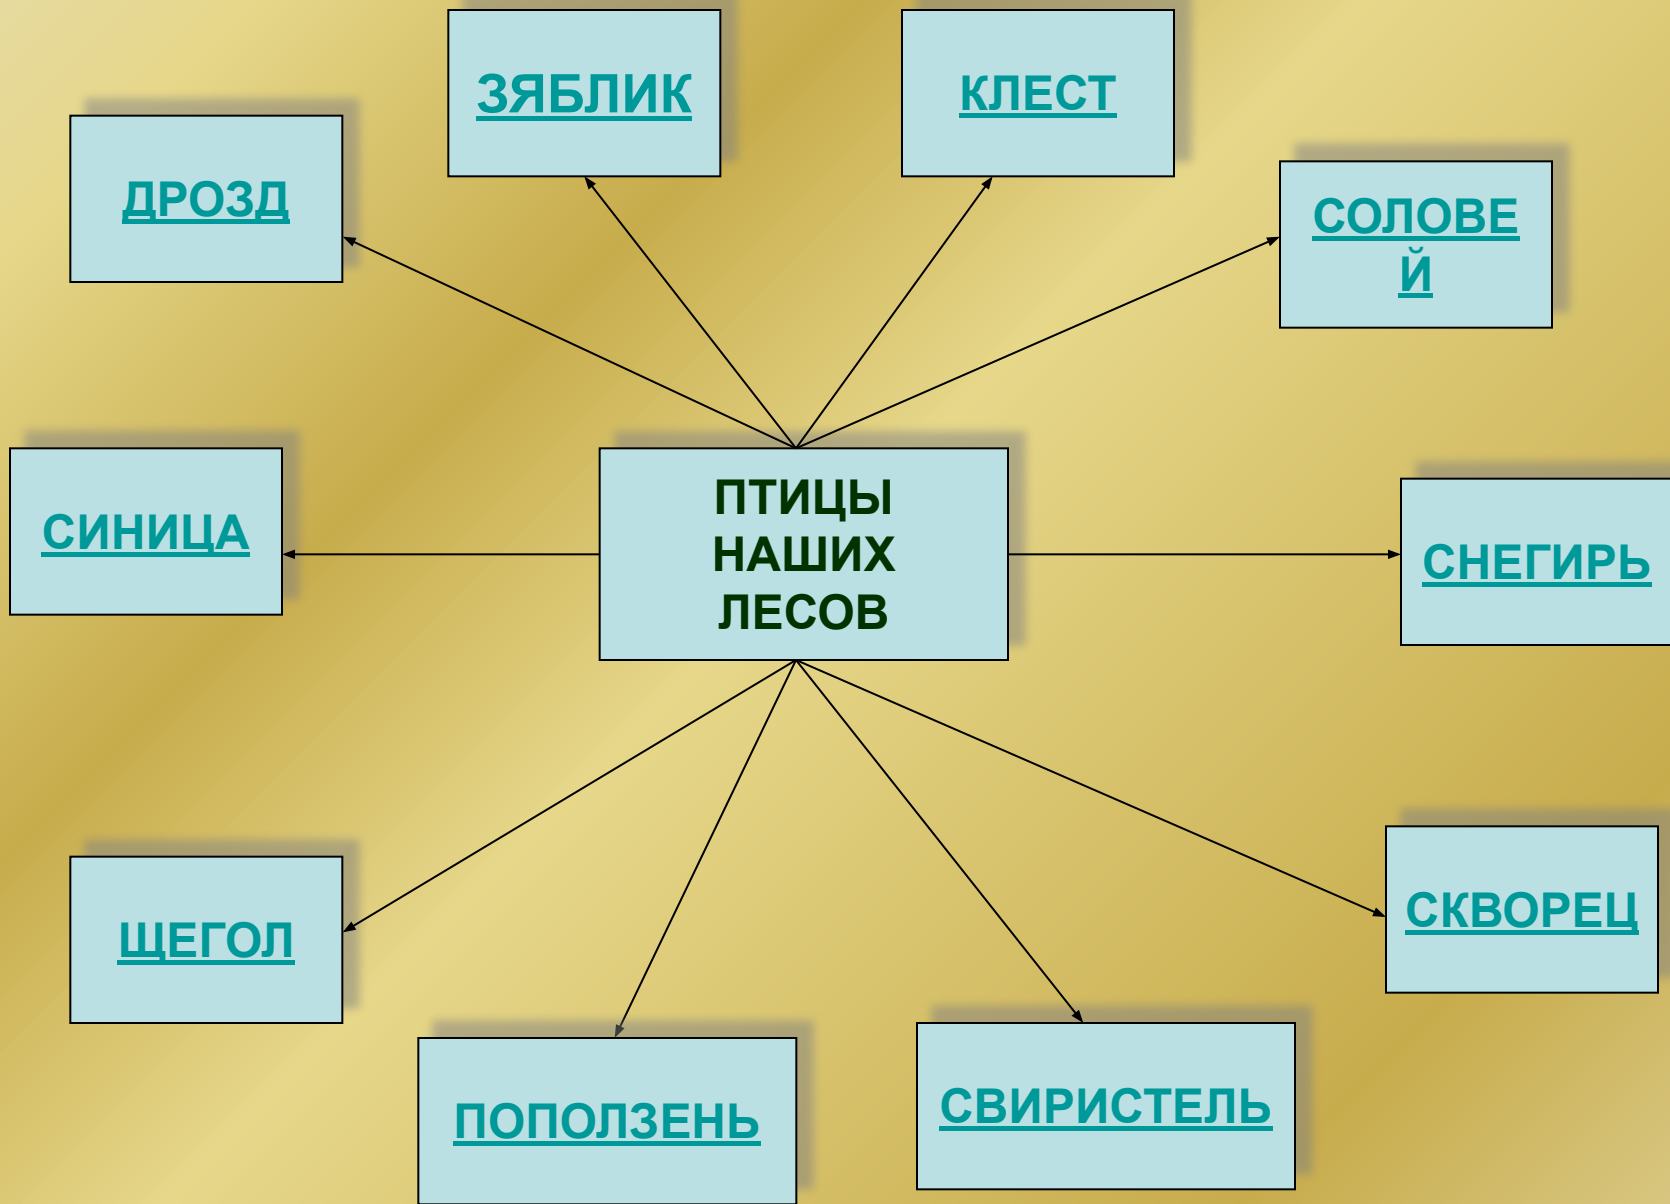 ЗЯБЛИК
КЛЕСТ
ДРОЗД
СОЛОВЕ
Й
СИНИЦА
ПТИЦЫ
НАШИХ
ЛЕСОВ
СНЕГИРЬ
ЩЕГОЛ
СКВОРЕЦ
ПОПОЛЗЕНЬ
СВИРИСТЕЛЬ